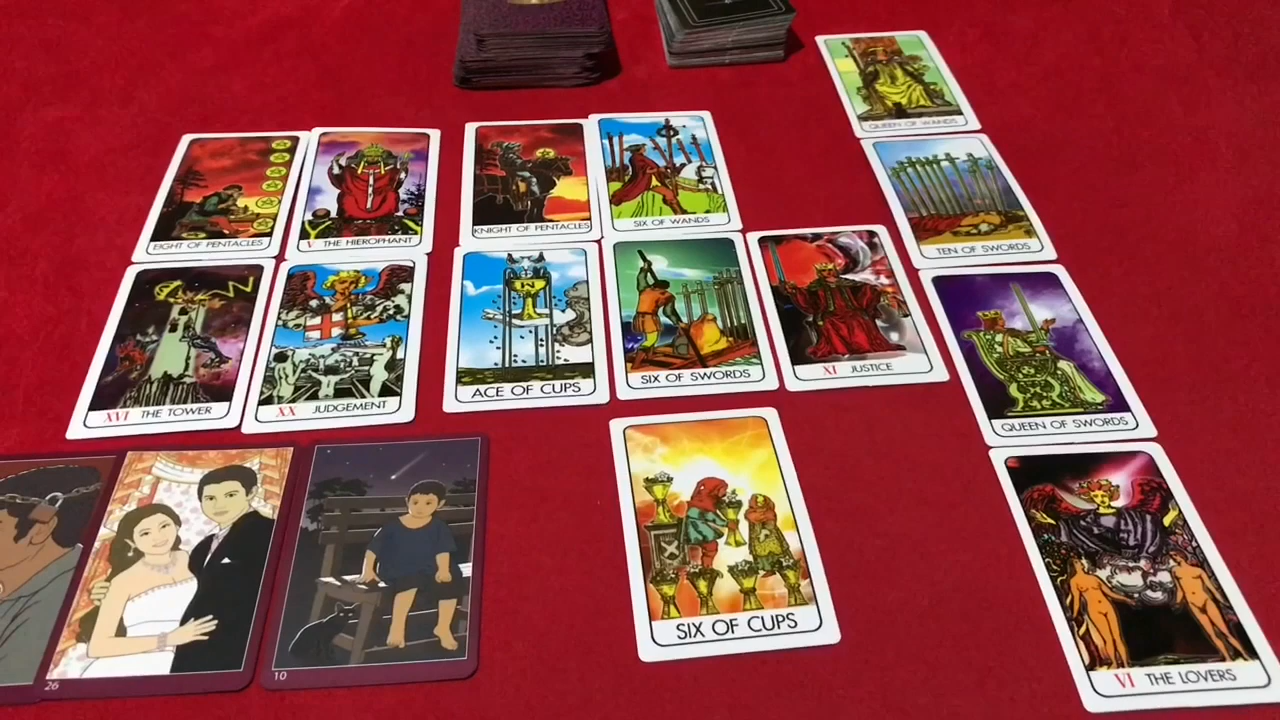 QUEEN OF WANDS
EIGHT OF PENTACLES
V THE HIEROPHANT
KNIGHT OF PENTACLES
SIX OF WANDS
TEN OF SWORDS
XVI THE TOWER
XX JUDGEMENT
ACE OF CUPS
SIX OF SWORDS
XI JUSTICE
QUEEN OF SWORDS
26
10
SIX OF CUPS
VI THE LOVERS